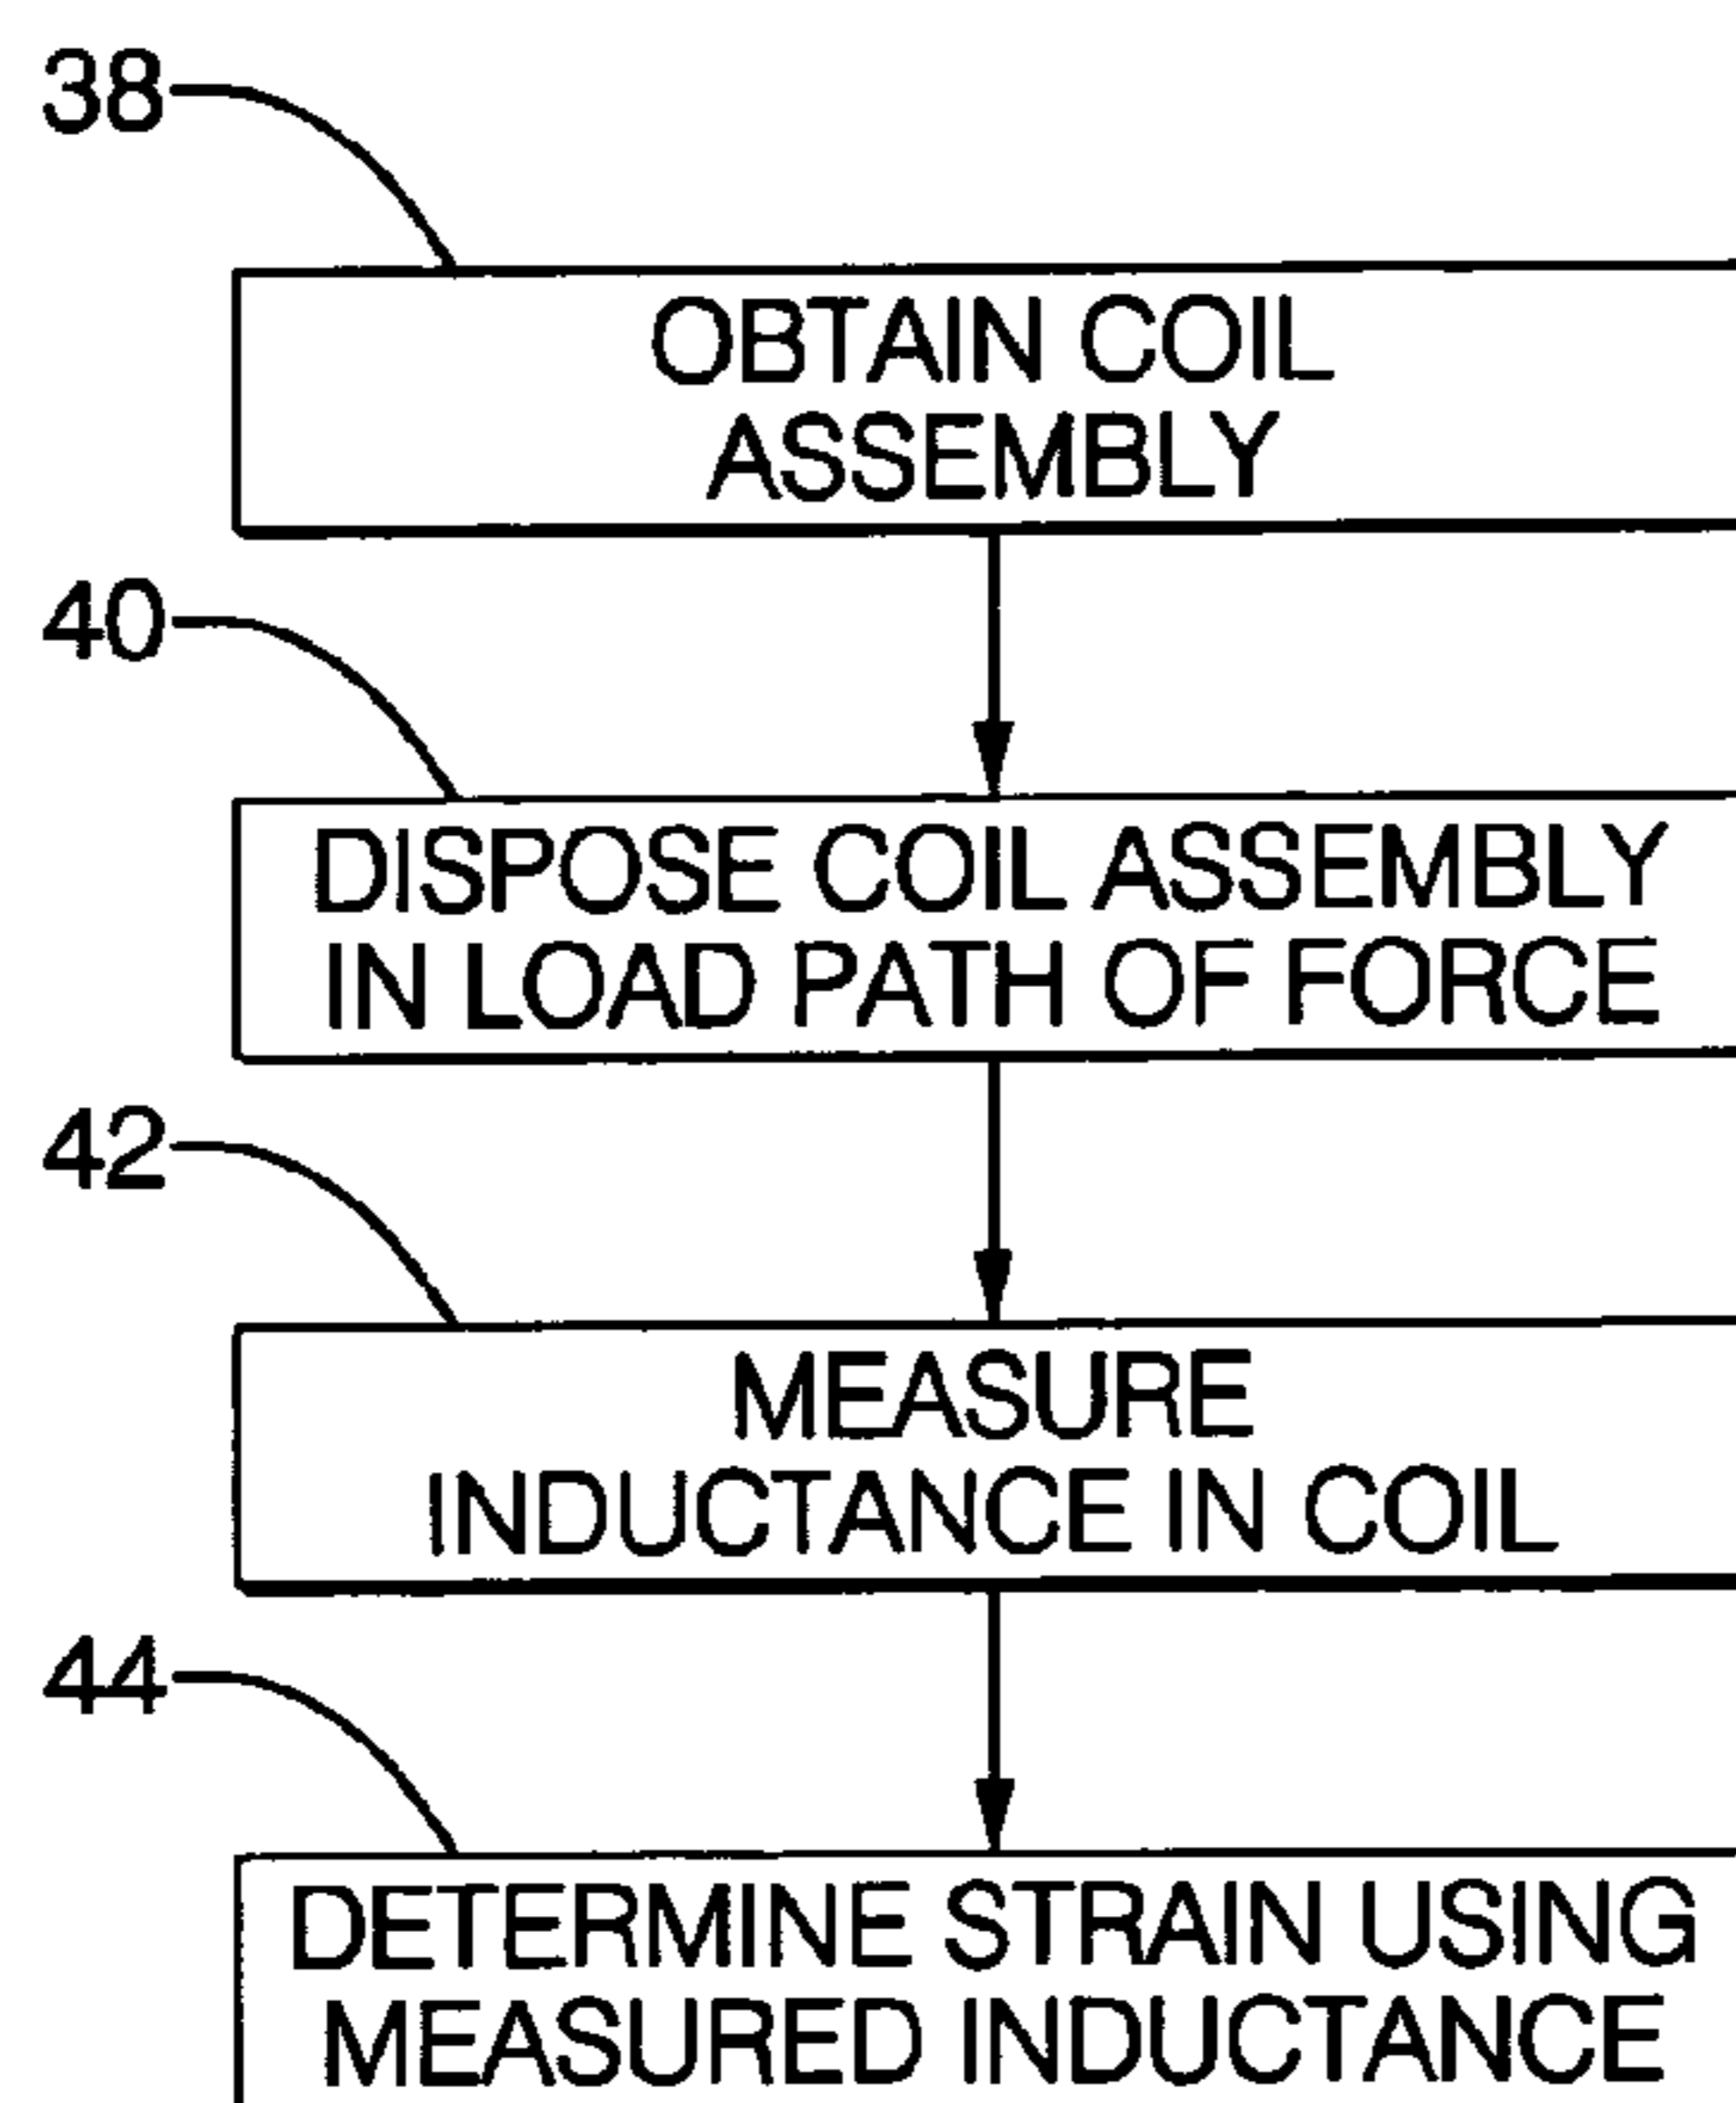 38
OBTAIN COIL
ASSEMBLY
40
DISPOSE COIL ASSEMBLY
IN LOAD PATH OF FORCE
42
MEASURE
INDUCTANCE IN COIL
44
DETERMINE STRAIN USING
MEASURED INDUCTANCE